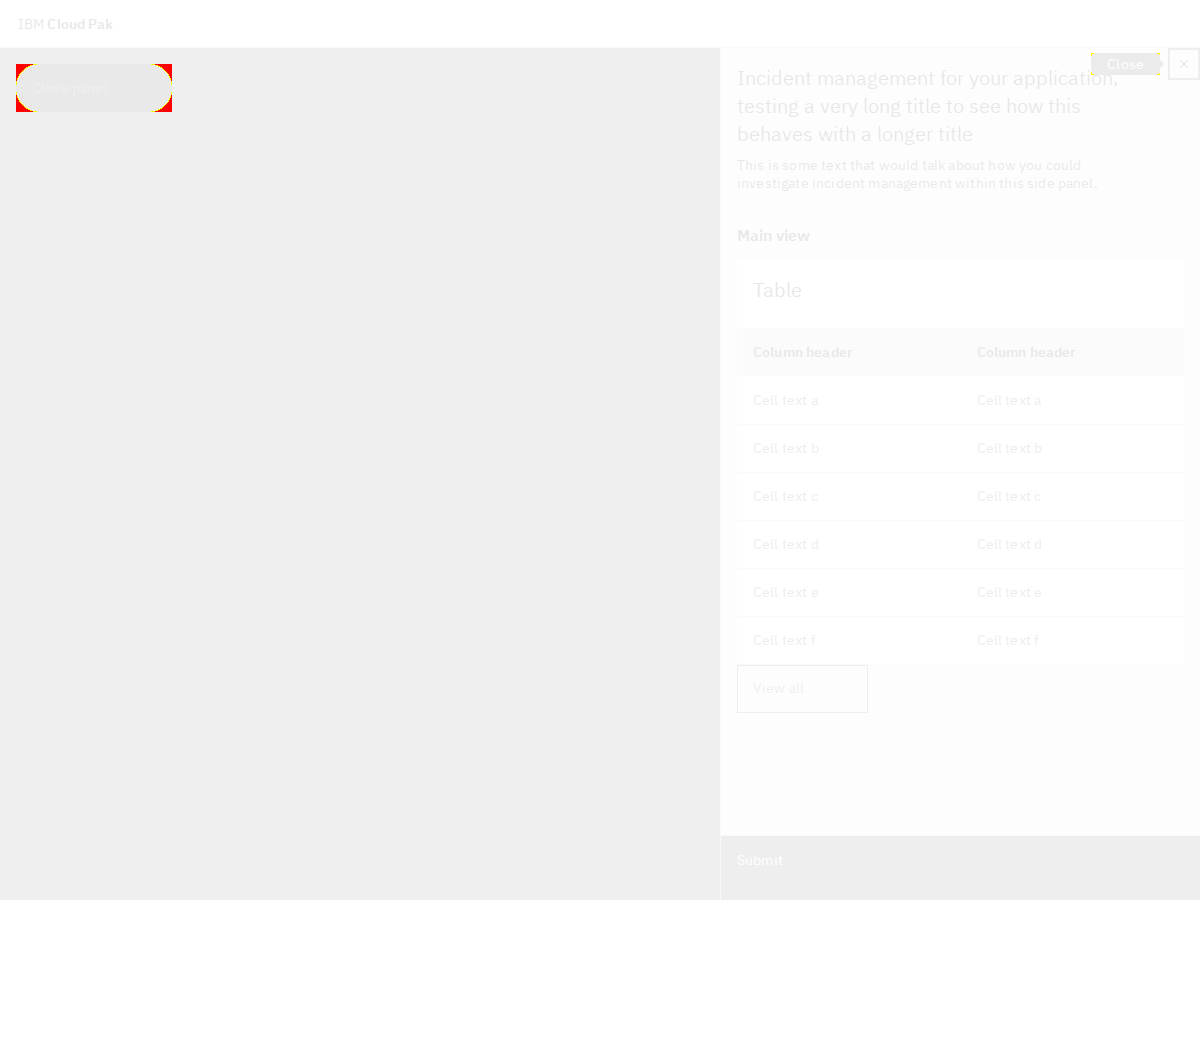 IBM Cloud Pak
Close panel
Close
Incident management for your application,
testing a very long title to see how this
behaves with a longer title
This is some text that would talk about how you could
investigate incident management within this side panel.
Main view
Table
Column header Column header
Cell text a Cell text a
Cell text b Cell text b
Cell text c Cell text c
Cell text d Cell text d
Cell text e Cell text e
Cell text f Cell text f
View all
Submit